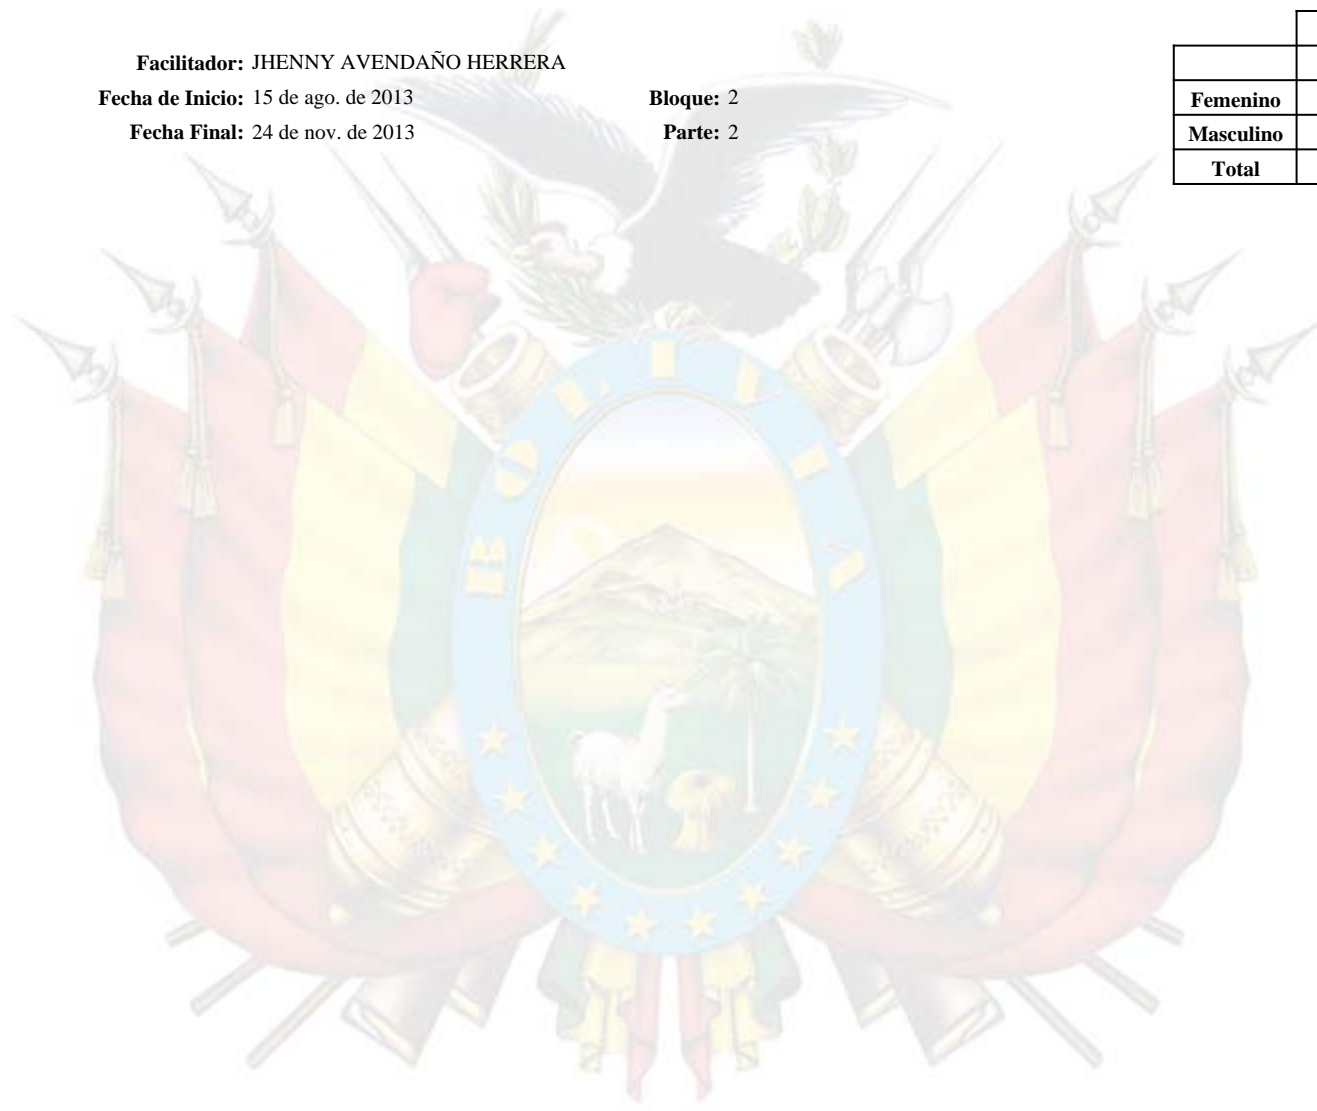 Facilitador: JHENNY AVENDAÑO HERRERA
Fecha de Inicio: 15 de ago. de 2013 Bloque: 2
Fecha Final: 24 de nov. de 2013 Parte: 2
Femenino
Masculino
Total
BOLIVIA